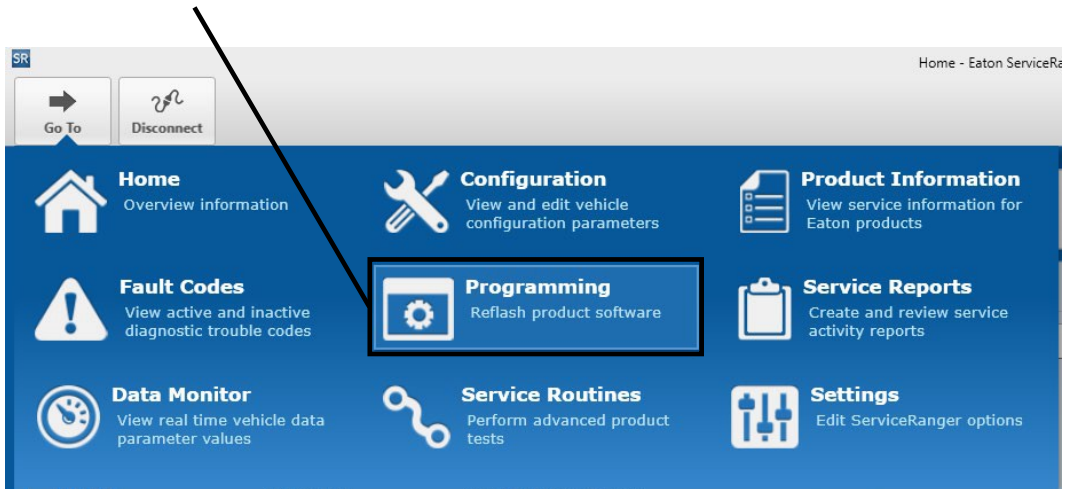 SR
Home - Eaton ServiceRa
Go To
Disconnect
Home
Overview information
Configuration
View and edit vehicle
configuration parameters
Product Information
View service information for
Eaton products
Fault Codes
View active and inactive
diagnostic trouble codes
Programming
Reflash product software
Service Reports
Create and review service
activity reports
Data Monitor
View real time vehicle data
parameter values
Service Routines
Perform advanced product
tests
Settings
Edit ServiceRanger options